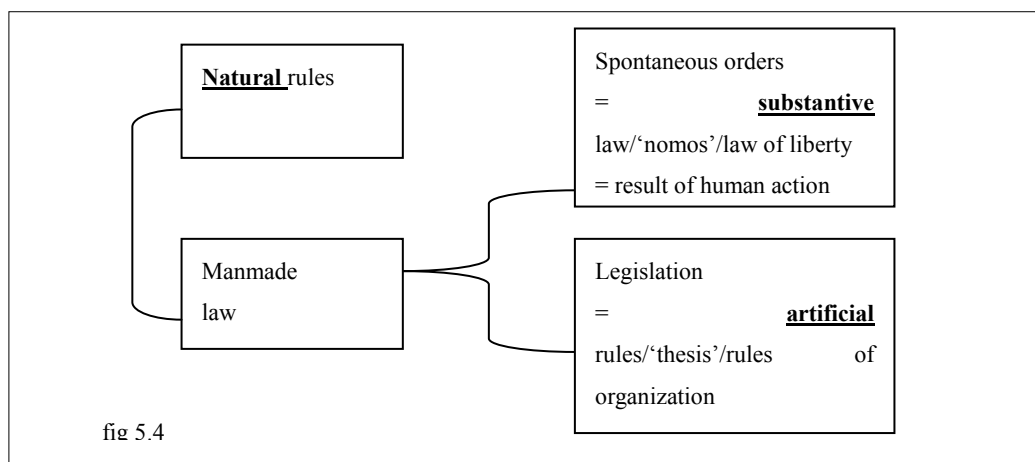 Natural rules
Spontaneous orders
= substantive
law/‘nomos’/law of liberty
= result of human action
Manmade
law
Legislation
= artificial
rules/‘thesis’/rules of
organization
fig 5.4